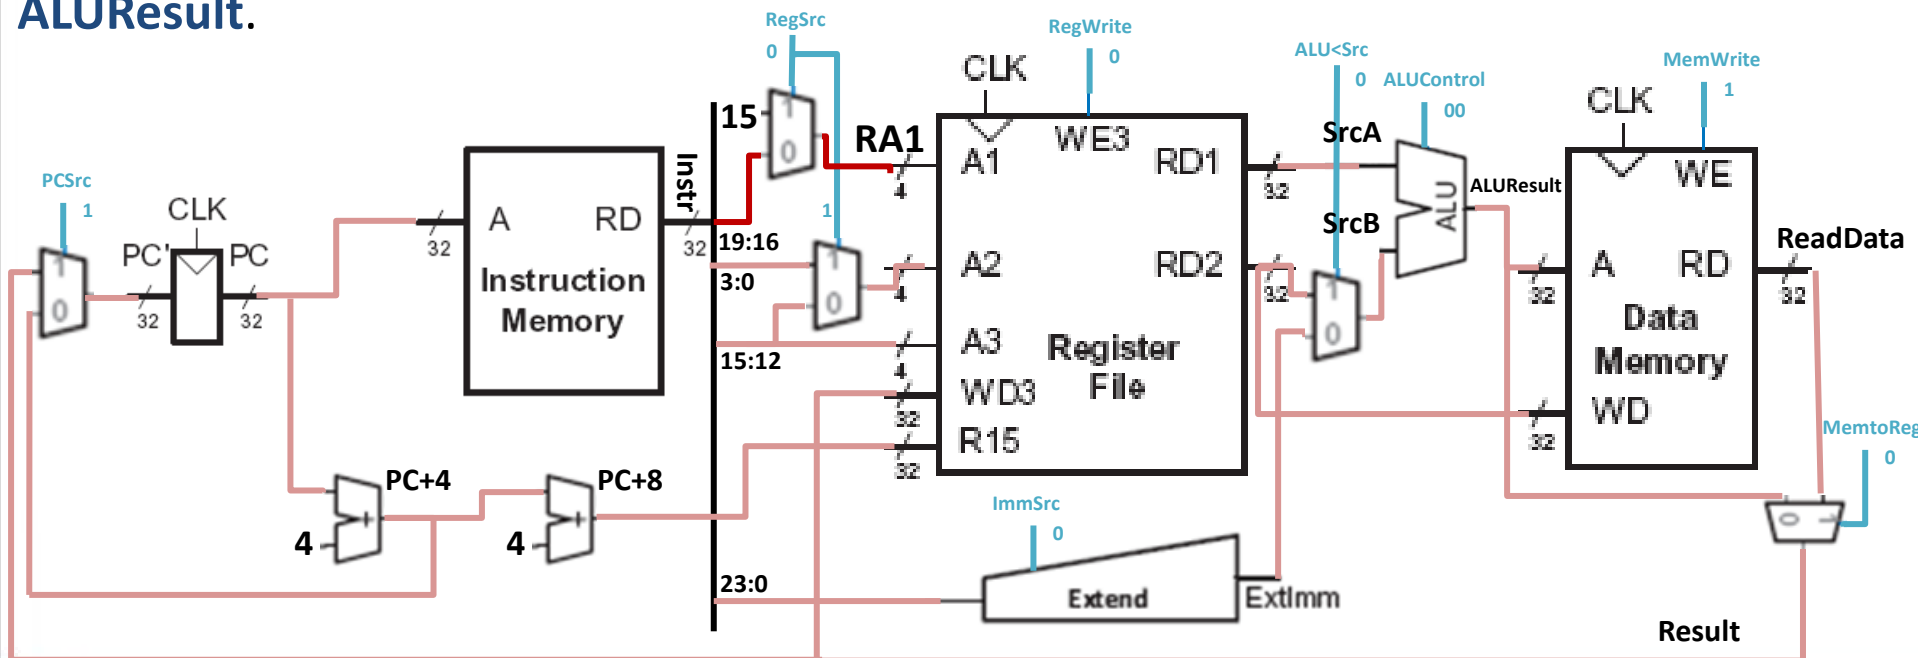 ALUResult.
RegSrc
0
RegWrite
0
ALU<Src
0
ALUControl
00
MemWrite
1
CLK
CLK
15
1
0
RA1
4
A1
WE3
RD1
32
SrcA
ALU
ALUResult
WE
PCSrc
1
CLK
PC'
PC
32
32
1
0
32
A
RD
Instruction
Memory
Instr
32
19:16
3:0
15:12
1
1
0
4
A2
RD2
32
SrcB
1
0
32
A
RD
Data
Memory
ReadData
32
4
A3
Register
File
32
WD3
32
R15
32
WD
MemtoReg
0
0
1
PC+4
4
+
PC+8
4
+
ImmSrc
0
23:0
Extend
ExtImm
Result